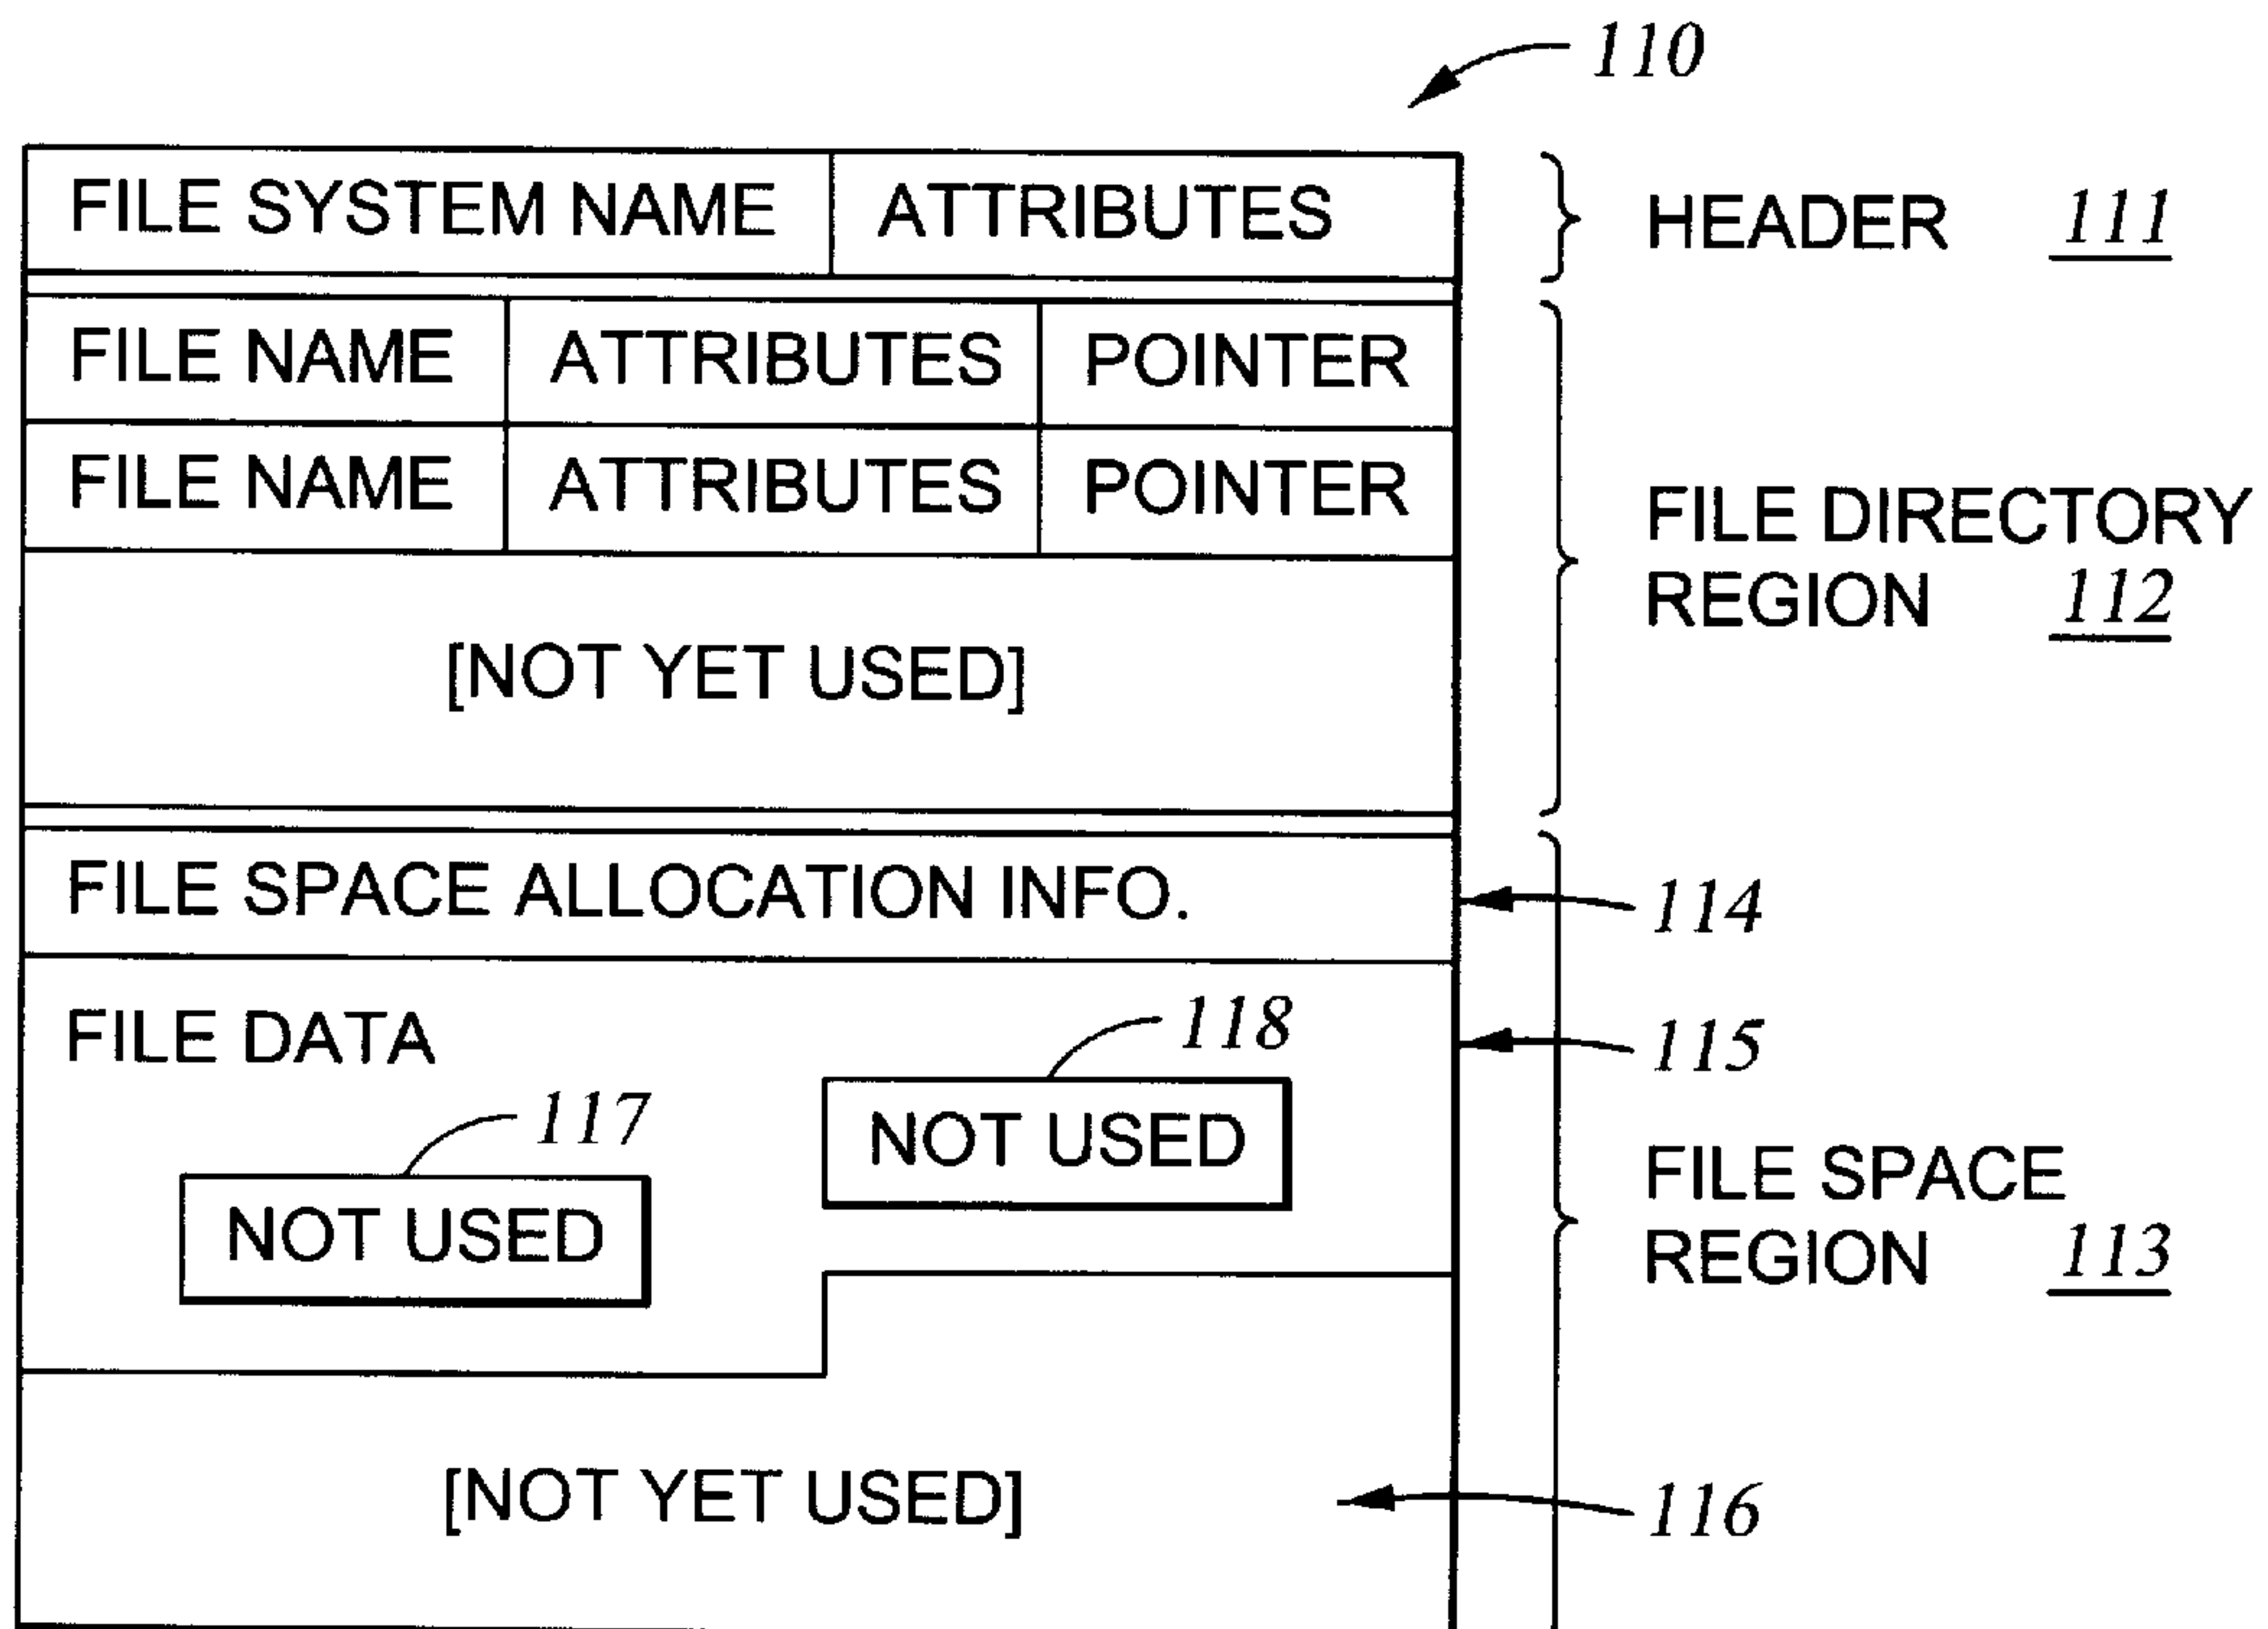 110
FILE SYSTEM NAME ATTRIBUTES HEADER 111
FILE NAME ATTRIBUTES POINTER
FILE NAME ATTRIBUTES POINTER
FILE DIRECTORY
REGION 112
[NOT YET USED]
FILE SPACE ALLOCATION INFO. 114
FILE DATA 118 115
117 NOT USED
NOT USED
FILE SPACE
REGION 113
[NOT YET USED] 116